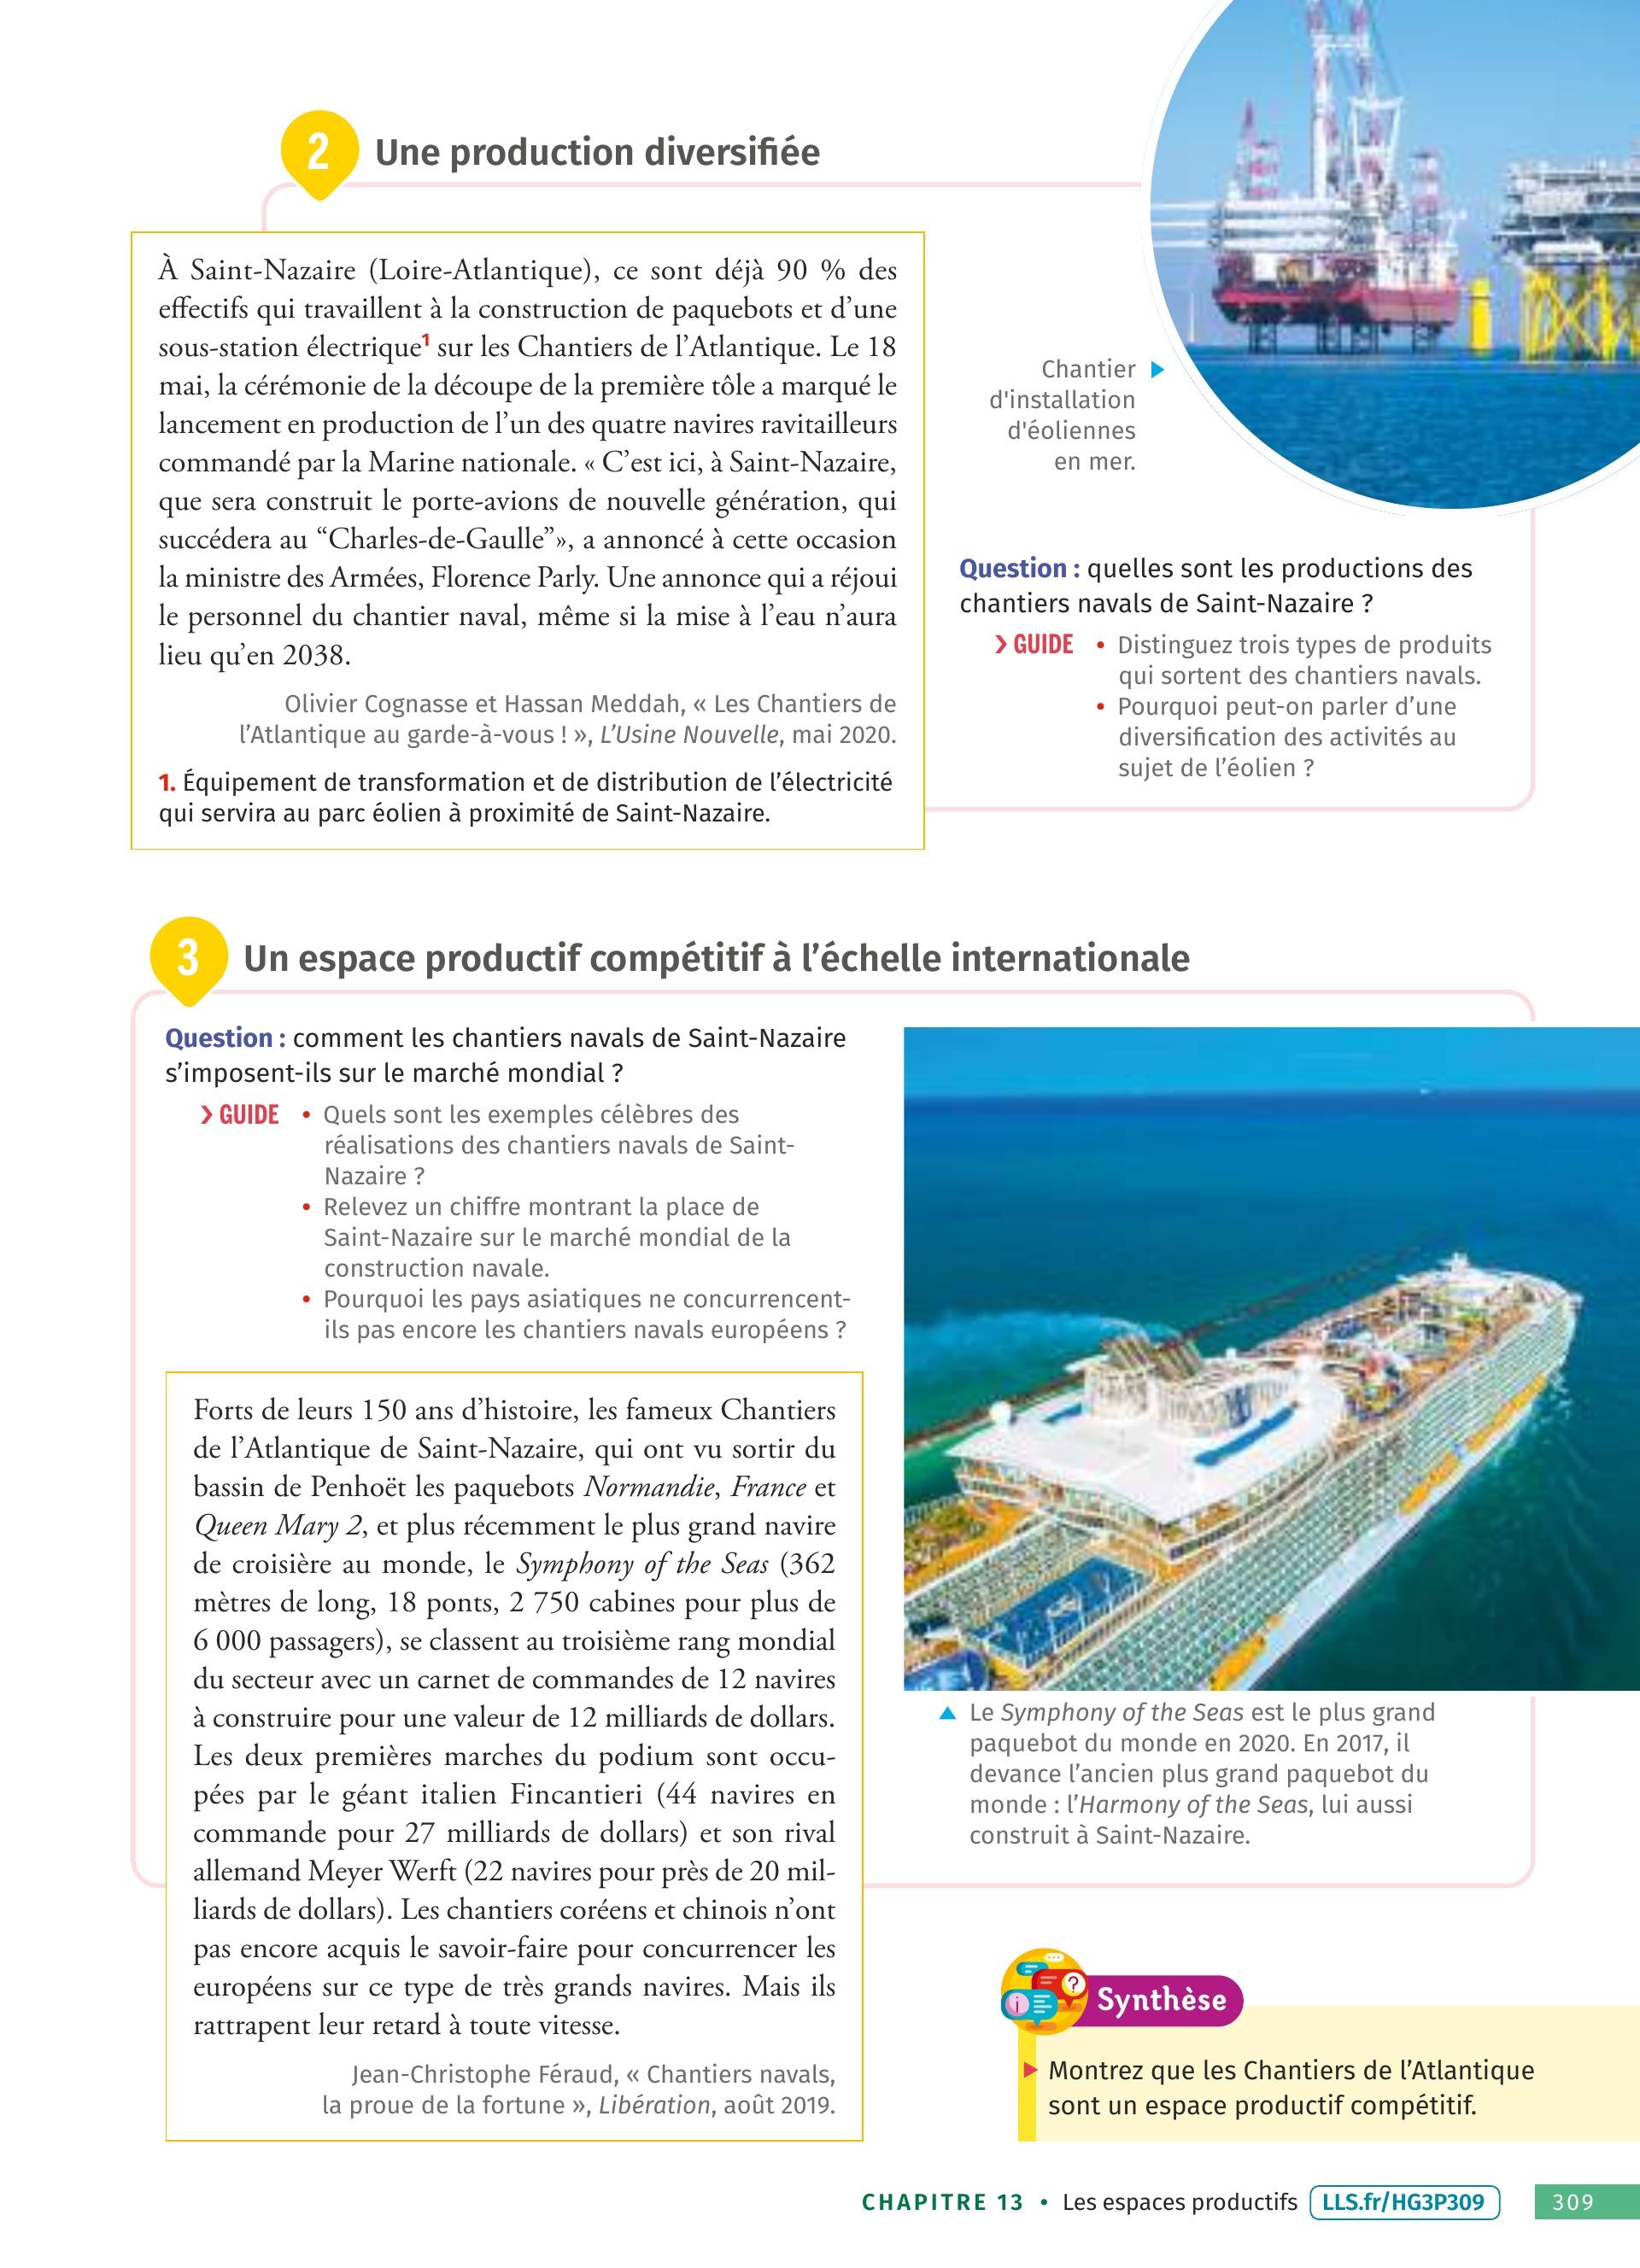 2
Une production diversifiée
À Saint-Nazaire (Loire-Atlantique), ce sont déjà 90 % des
effectifs qui travaillent à la construction de paquebots et d’une
sous-station électrique1 sur les Chantiers de l’Atlantique. Le 18
mai, la cérémonie de la découpe de la première tôle a marqué le
lancement en production de l’un des quatre navires ravitailleurs
commandé par la Marine nationale. « C’est ici, à Saint-Nazaire,
que sera construit le porte-avions de nouvelle génération, qui
succédera au “Charles-de-Gaulle”», a annoncé à cette occasion
la ministre des Armées, Florence Parly. Une annonce qui a réjoui
le personnel du chantier naval, même si la mise à l’eau n’aura
lieu qu’en 2038.
Olivier Cognasse et Hassan Meddah, « Les Chantiers de
l’Atlantique au garde-à-vous ! », L’Usine Nouvelle, mai 2020.
1. Équipement de transformation et de distribution de l’électricité
qui servira au parc éolien à proximité de Saint-Nazaire.
Chantier
d'installation
d'éoliennes
en mer.
Question : quelles sont les productions des
chantiers navals de Saint-Nazaire ?
GUIDE • Distinguez trois types de produits
qui sortent des chantiers navals.
• Pourquoi peut-on parler d’une
diversification des activités au
sujet de l’éolien ?
3
Un espace productif compétitif à l’échelle internationale
Question : comment les chantiers navals de Saint-Nazaire
s’imposent-ils sur le marché mondial ?
GUIDE • Quels sont les exemples célèbres des
réalisations des chantiers navals de Saint-
Nazaire ?
• Relevez un chiffre montrant la place de
Saint-Nazaire sur le marché mondial de la
construction navale.
• Pourquoi les pays asiatiques ne concurrencent-
ils pas encore les chantiers navals européens ?
Forts de leurs 150 ans d’histoire, les fameux Chantiers
de l’Atlantique de Saint-Nazaire, qui ont vu sortir du
bassin de Penhoët les paquebots Normandie, France et
Queen Mary 2, et plus récemment le plus grand navire
de croisière au monde, le Symphony of the Seas (362
mètres de long, 18 ponts, 2 750 cabines pour plus de
6 000 passagers), se classent au troisième rang mondial
du secteur avec un carnet de commandes de 12 navires
à construire pour une valeur de 12 milliards de dollars.
Les deux premières marches du podium sont occu-
pées par le géant italien Fincantieri (44 navires en
commande pour 27 milliards de dollars) et son rival
allemand Meyer Werft (22 navires pour près de 20 mil-
liards de dollars). Les chantiers coréens et chinois n’ont
pas encore acquis le savoir-faire pour concurrencer les
européens sur ce type de très grands navires. Mais ils
rattrapent leur retard à toute vitesse.
Jean-Christophe Féraud, « Chantiers navals,
la proue de la fortune », Libération, août 2019.
Le Symphony of the Seas est le plus grand
paquebot du monde en 2020. En 2017, il
devance l’ancien plus grand paquebot du
monde : l’Harmony of the Seas, lui aussi
construit à Saint-Nazaire.
Synthèse
Montrez que les Chantiers de l’Atlantique
sont un espace productif compétitif.
CHAPITRE 13 • Les espaces productifs LLS.fr/HG3P309 309